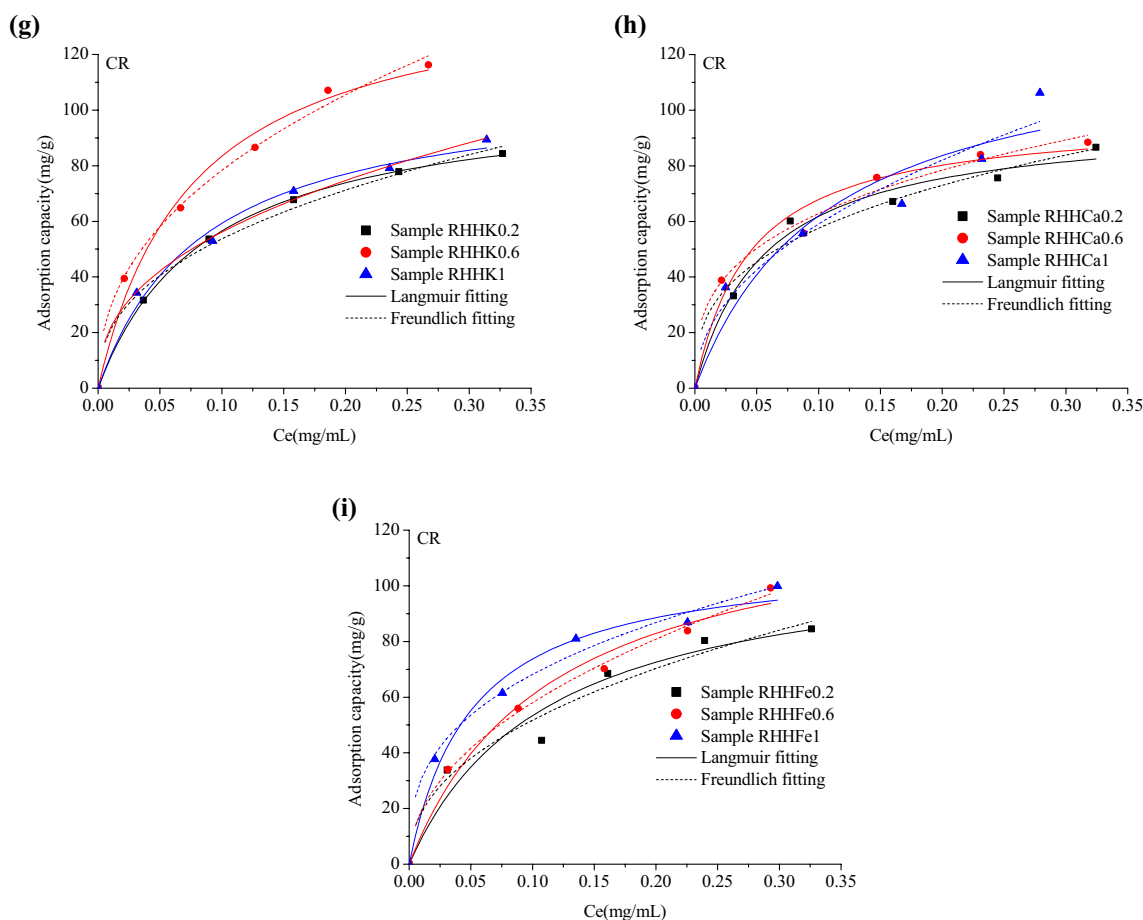 (g)
CR
120
100
80
60
40
20
0
Adsorption capacity(mg/g)
Sample RHHK0.2
Sample RHHK0.6
Sample RHHK1
Langmuir fitting
Freundlich fitting
0.00 0.05 0.10 0.15 0.20 0.25 0.30 0.35
Ce(mg/mL)
(h)
CR
120
100
80
60
40
20
0
Adsorption capacity(mg/g)
Sample RHHCa0.2
Sample RHHCa0.6
Sample RHHCa1
Langmuir fitting
Freundlich fitting
0.00 0.05 0.10 0.15 0.20 0.25 0.30 0.35
Ce(mg/mL)
(i)
CR
120
100
80
60
40
20
0
Adsorption capacity(mg/g)
Sample RHHFe0.2
Sample RHHFe0.6
Sample RHHFe1
Langmuir fitting
Freundlich fitting
0.00 0.05 0.10 0.15 0.20 0.25 0.30 0.35
Ce(mg/mL)